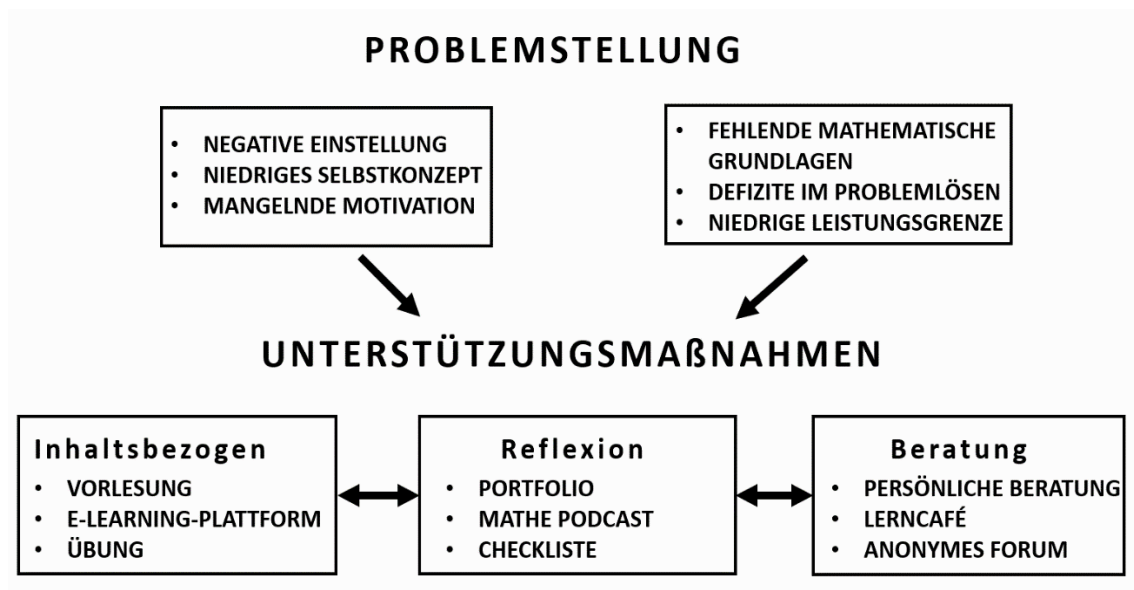 PROBLEMSTELLUNG
• NEGATIVE EINSTELLUNG
• NIEDRIGES SELBSTKONZEPT
• MANGELNDE MOTIVATION
• FEHLENDE MATHEMATISCHE
GRUNDLAGEN
• DEFIZITE IM PROBLEMLÖSEN
• NIEDRIGE LEISTUNGSGRENZE
UNTERSTÜTZUNGSMAßNAHMEN
Inhaltsbezogen
• VORLESUNG
• E-LEARNING-PLATTFORM
• ÜBUNG
Reflexion
• PORTFOLIO
• MATHE PODCAST
• CHECKLISTE
Beratung
• PERSÖNLICHE BERATUNG
• LERNCAFÉ
• ANONYMES FORUM